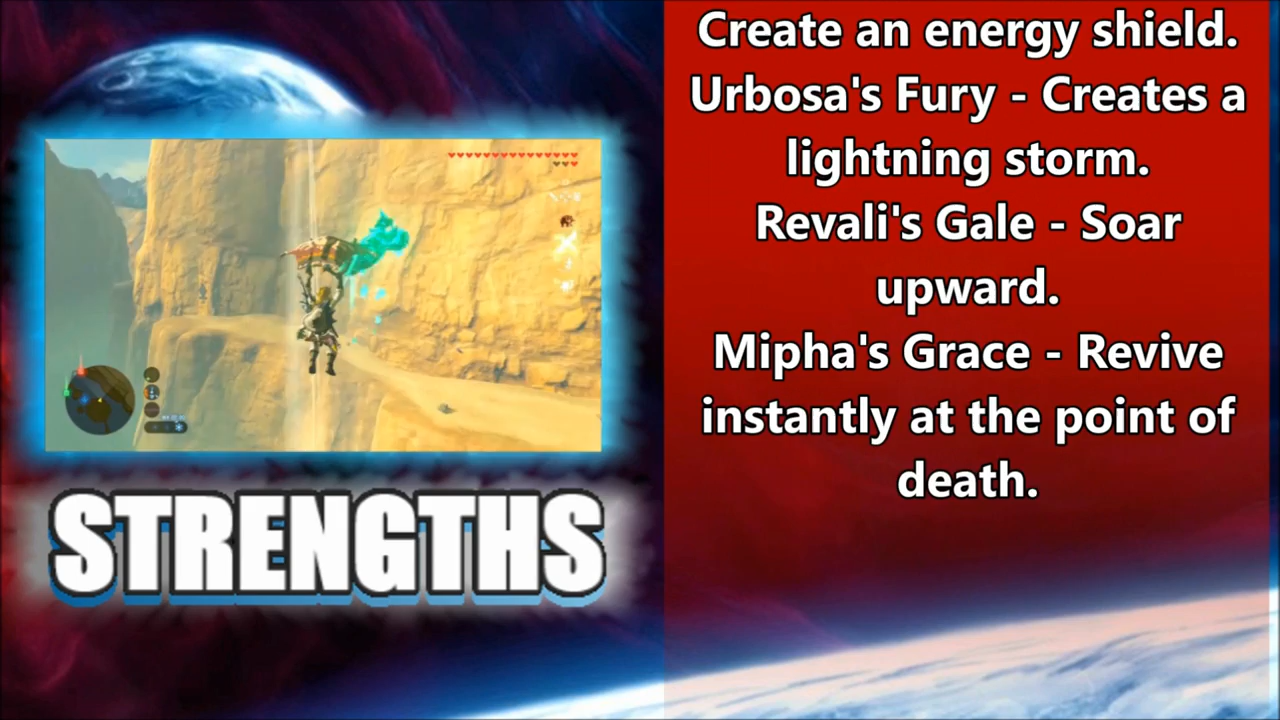 Create an energy shield.
Urbosa's Fury - Creates a
lightning storm.
Revali's Gale - Soar
upward.
Mipha's Grace - Revive
instantly at the point of
death.
STRENGTHS